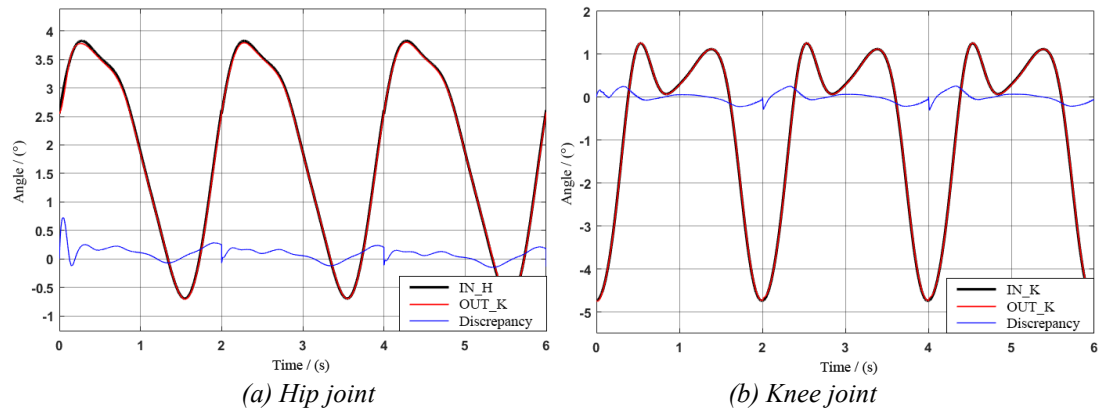 4
3.5
3
2.5
2
1.5
1
0.5
0
-0.5
-1
Angle / (°)
0 1 2 3 4 5 6
Time / (s)
IN_H
OUT_K
Discrepancy
(a) Hip joint
2
1
0
-1
-2
-3
-4
-5
Angle / (°)
0 1 2 3 4 5 6
Time / (s)
IN_K
OUT_K
Discrepancy
(b) Knee joint